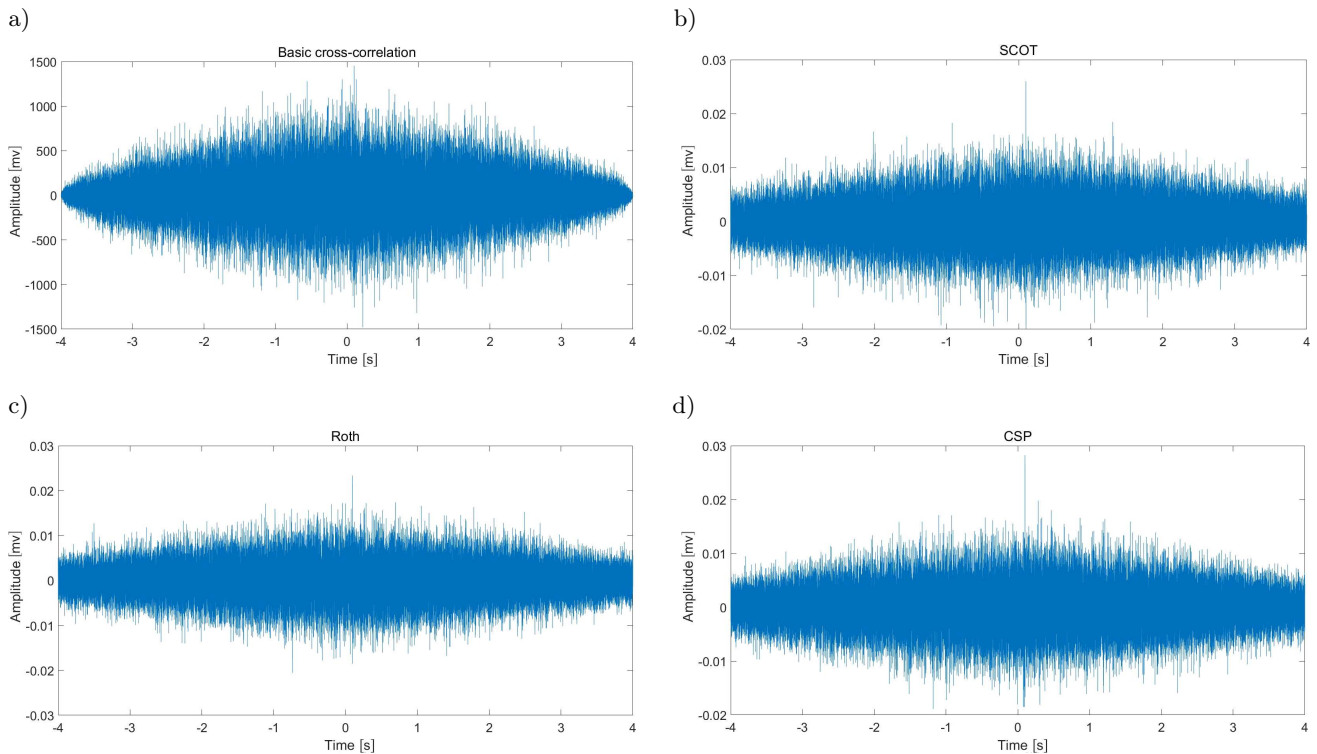 a)
Basic cross-correlation
1500
1000
500
0
-500
-1000
-1500
Amplitude [mv]
-4 -3 -2 -1 0 1 2 3 4
Time [s]
b)
SCOT
0.03
0.02
0.01
0
-0.01
-0.02
Amplitude [mv]
-4 -3 -2 -1 0 1 2 3 4
Time [s]
c)
Roth
0.03
0.02
0.01
0
-0.01
-0.02
-0.03
Amplitude [mv]
-4 -3 -2 -1 0 1 2 3 4
Time [s]
d)
CSP
0.03
0.02
0.01
0
-0.01
-0.02
Amplitude [mv]
-4 -3 -2 -1 0 1 2 3 4
Time [s]